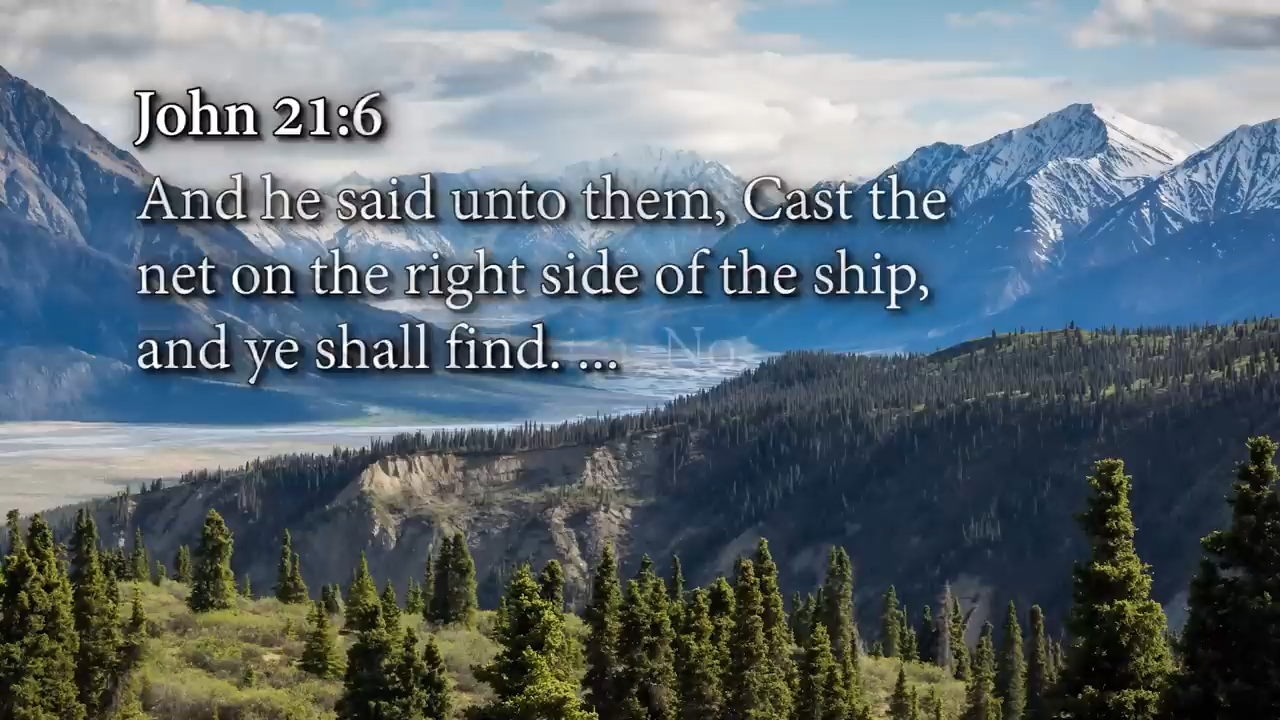 John 21:6
And he said unto them, Cast the
net on the right side of the ship,
and ye shall find. ... No